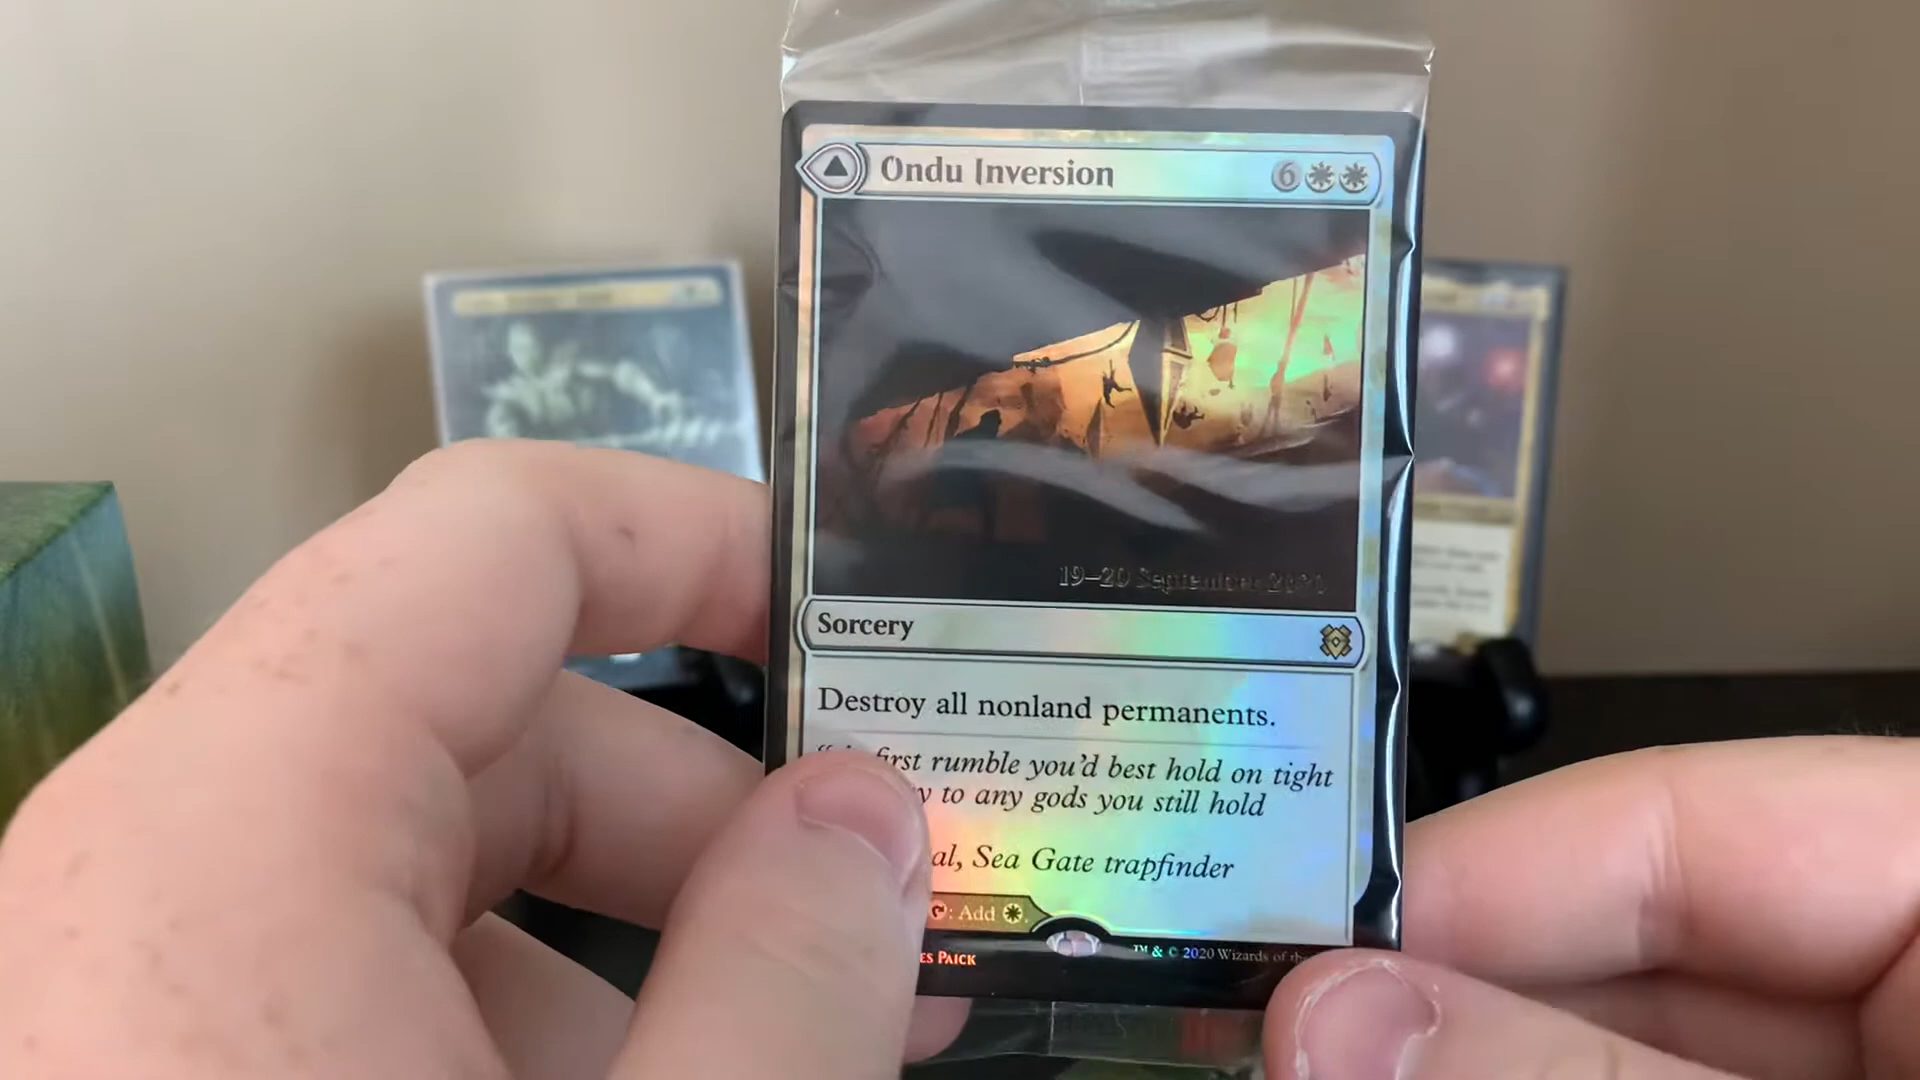 Ondu Inversion 6
19–20 September 2020
Sorcery
Destroy all nonland permanents.
first rumble you'd best hold on tight
to any gods you still hold
Sea Gate trapfinder
: Add
PAICK ™ & © 2020 Wizards of the